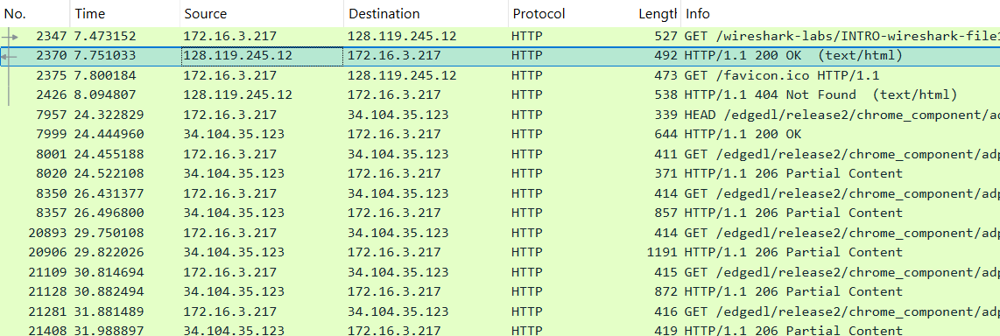 No. Time Source Destination Protocol Length Info
2347 7.473152 172.16.3.217 128.119.245.12 HTTP 527 GET /wireshark-labs/INTRO-wireshark-file1
2370 7.751033 128.119.245.12 172.16.3.217 HTTP 492 HTTP/1.1 200 OK (text/html)
2375 7.800184 172.16.3.217 128.119.245.12 HTTP 473 GET /favicon.ico HTTP/1.1
2426 8.094807 128.119.245.12 172.16.3.217 HTTP 538 HTTP/1.1 404 Not Found (text/html)
7957 24.322829 172.16.3.217 34.104.35.123 HTTP 339 HEAD /edgedl/release2/chrome_component/ad
7999 24.444960 34.104.35.123 172.16.3.217 HTTP 644 HTTP/1.1 200 OK
8001 24.455188 172.16.3.217 34.104.35.123 HTTP 411 GET /edgedl/release2/chrome_component/adp
8020 24.522108 34.104.35.123 172.16.3.217 HTTP 371 HTTP/1.1 206 Partial Content
8350 26.431377 172.16.3.217 34.104.35.123 HTTP 414 GET /edgedl/release2/chrome_component/adp
8357 26.496800 34.104.35.123 172.16.3.217 HTTP 857 HTTP/1.1 206 Partial Content
20893 29.750108 172.16.3.217 34.104.35.123 HTTP 414 GET /edgedl/release2/chrome_component/adp
20906 29.822026 34.104.35.123 172.16.3.217 HTTP 1191 HTTP/1.1 206 Partial Content
21109 30.814694 172.16.3.217 34.104.35.123 HTTP 415 GET /edgedl/release2/chrome_component/adp
21128 30.882494 34.104.35.123 172.16.3.217 HTTP 872 HTTP/1.1 206 Partial Content
21281 31.881489 172.16.3.217 34.104.35.123 HTTP 416 GET /edgedl/release2/chrome_component/adp
21408 31.988897 34.104.35.123 172.16.3.217 HTTP 419 HTTP/1.1 206 Partial Content